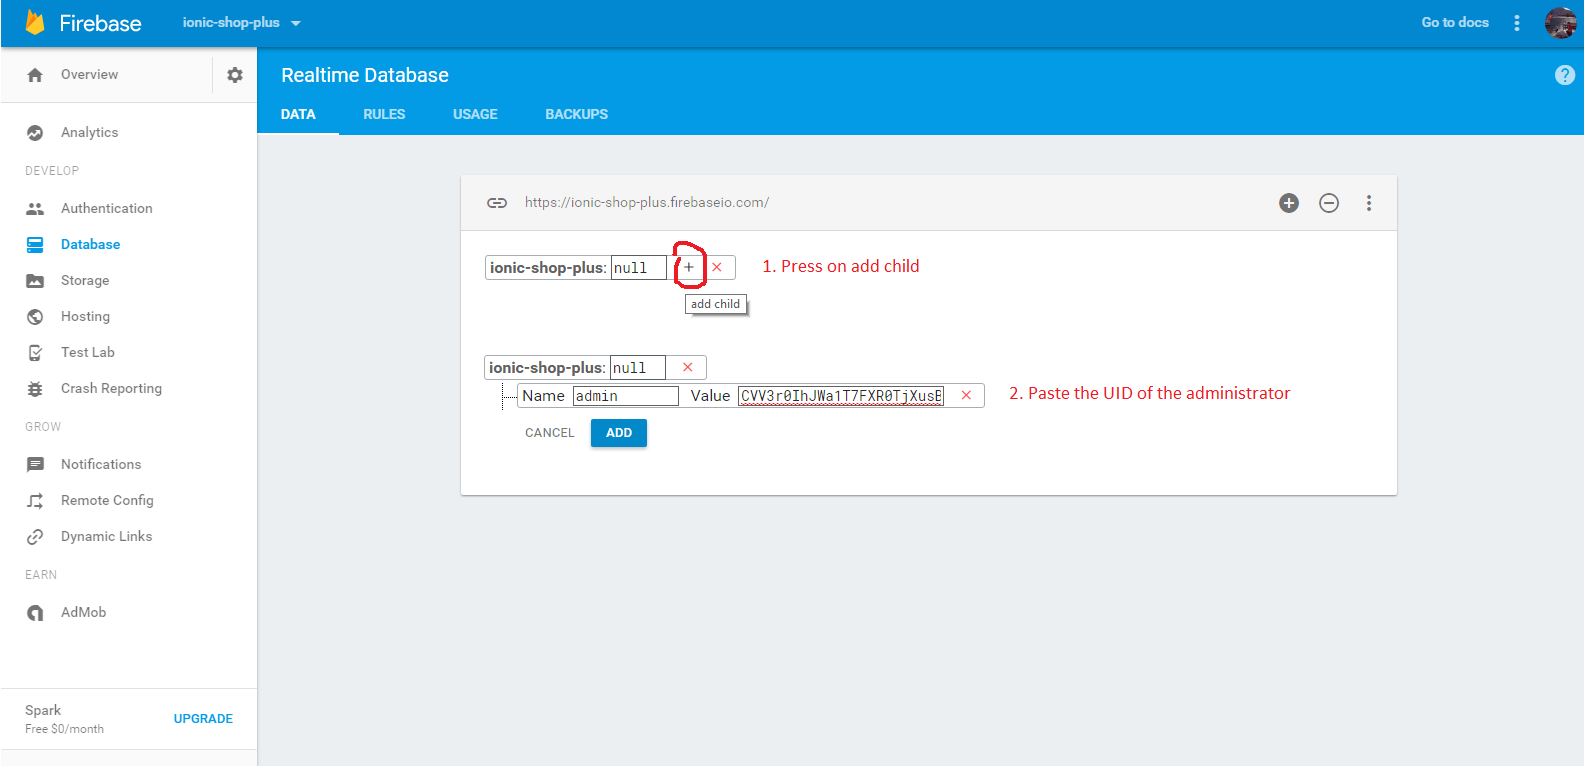 Firebase
ionic-shop-plus
Go to docs
Overview
Realtime Database
?
DATA RULES USAGE BACKUPS
Analytics
DEVELOP
Authentication
Database
Storage
Hosting
Test Lab
Crash Reporting
GROW
Notifications
Remote Config
Dynamic Links
EARN
AdMob
Spark
Free $0/month
UPGRADE
https://ionic-shop-plus.firebaseio.com/
ionic-shop-plus: null + × 1. Press on add child
add child
ionic-shop-plus: null ×
Name admin Value CVV3r0IhJWa1T7FXR0TjXusB × 2. Paste the UID of the administrator
CANCEL ADD